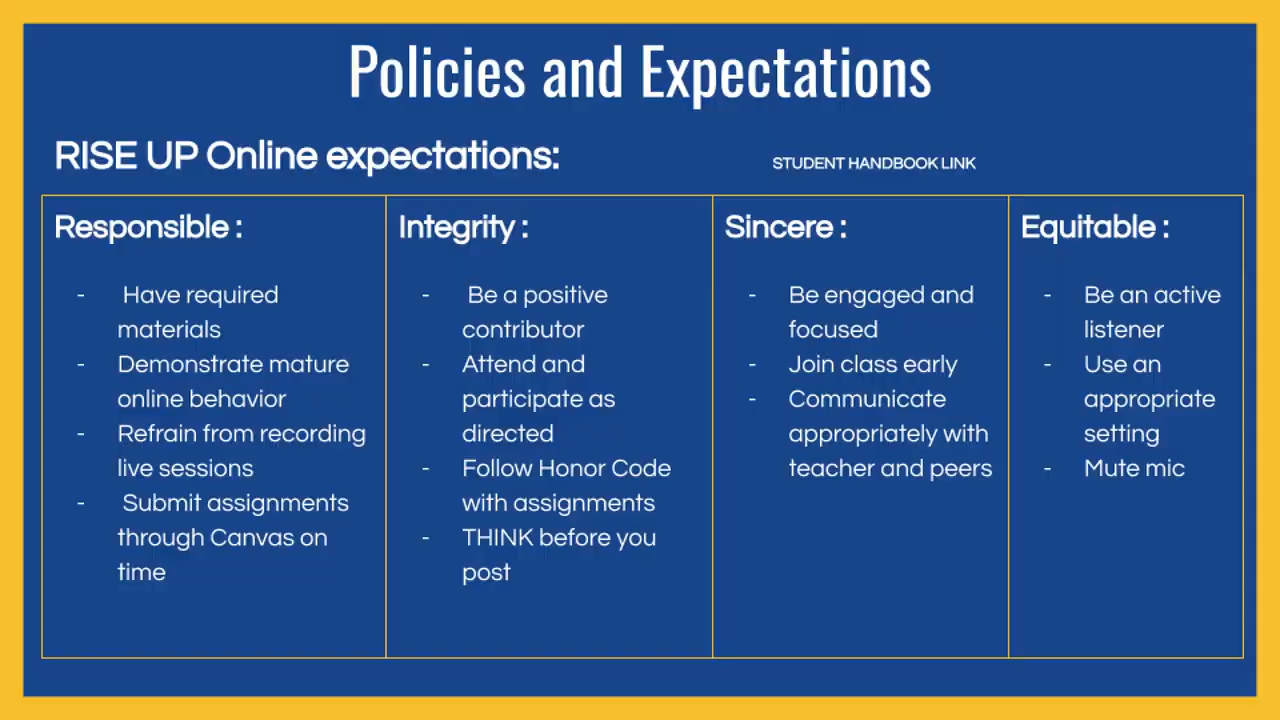 Policies and Expectations
RISE UP Online expectations:
STUDENT HANDBOOK LINK
Responsible :
- Have required
materials
- Demonstrate mature
online behavior
- Refrain from recording
live sessions
- Submit assignments
through Canvas on
time
Integrity :
- Be a positive
contributor
- Attend and
participate as
directed
- Follow Honor Code
with assignments
- THINK before you
post
Sincere :
- Be engaged and
focused
- Join class early
- Communicate
appropriately with
teacher and peers
Equitable :
- Be an active
listener
- Use an
appropriate
setting
- Mute mic